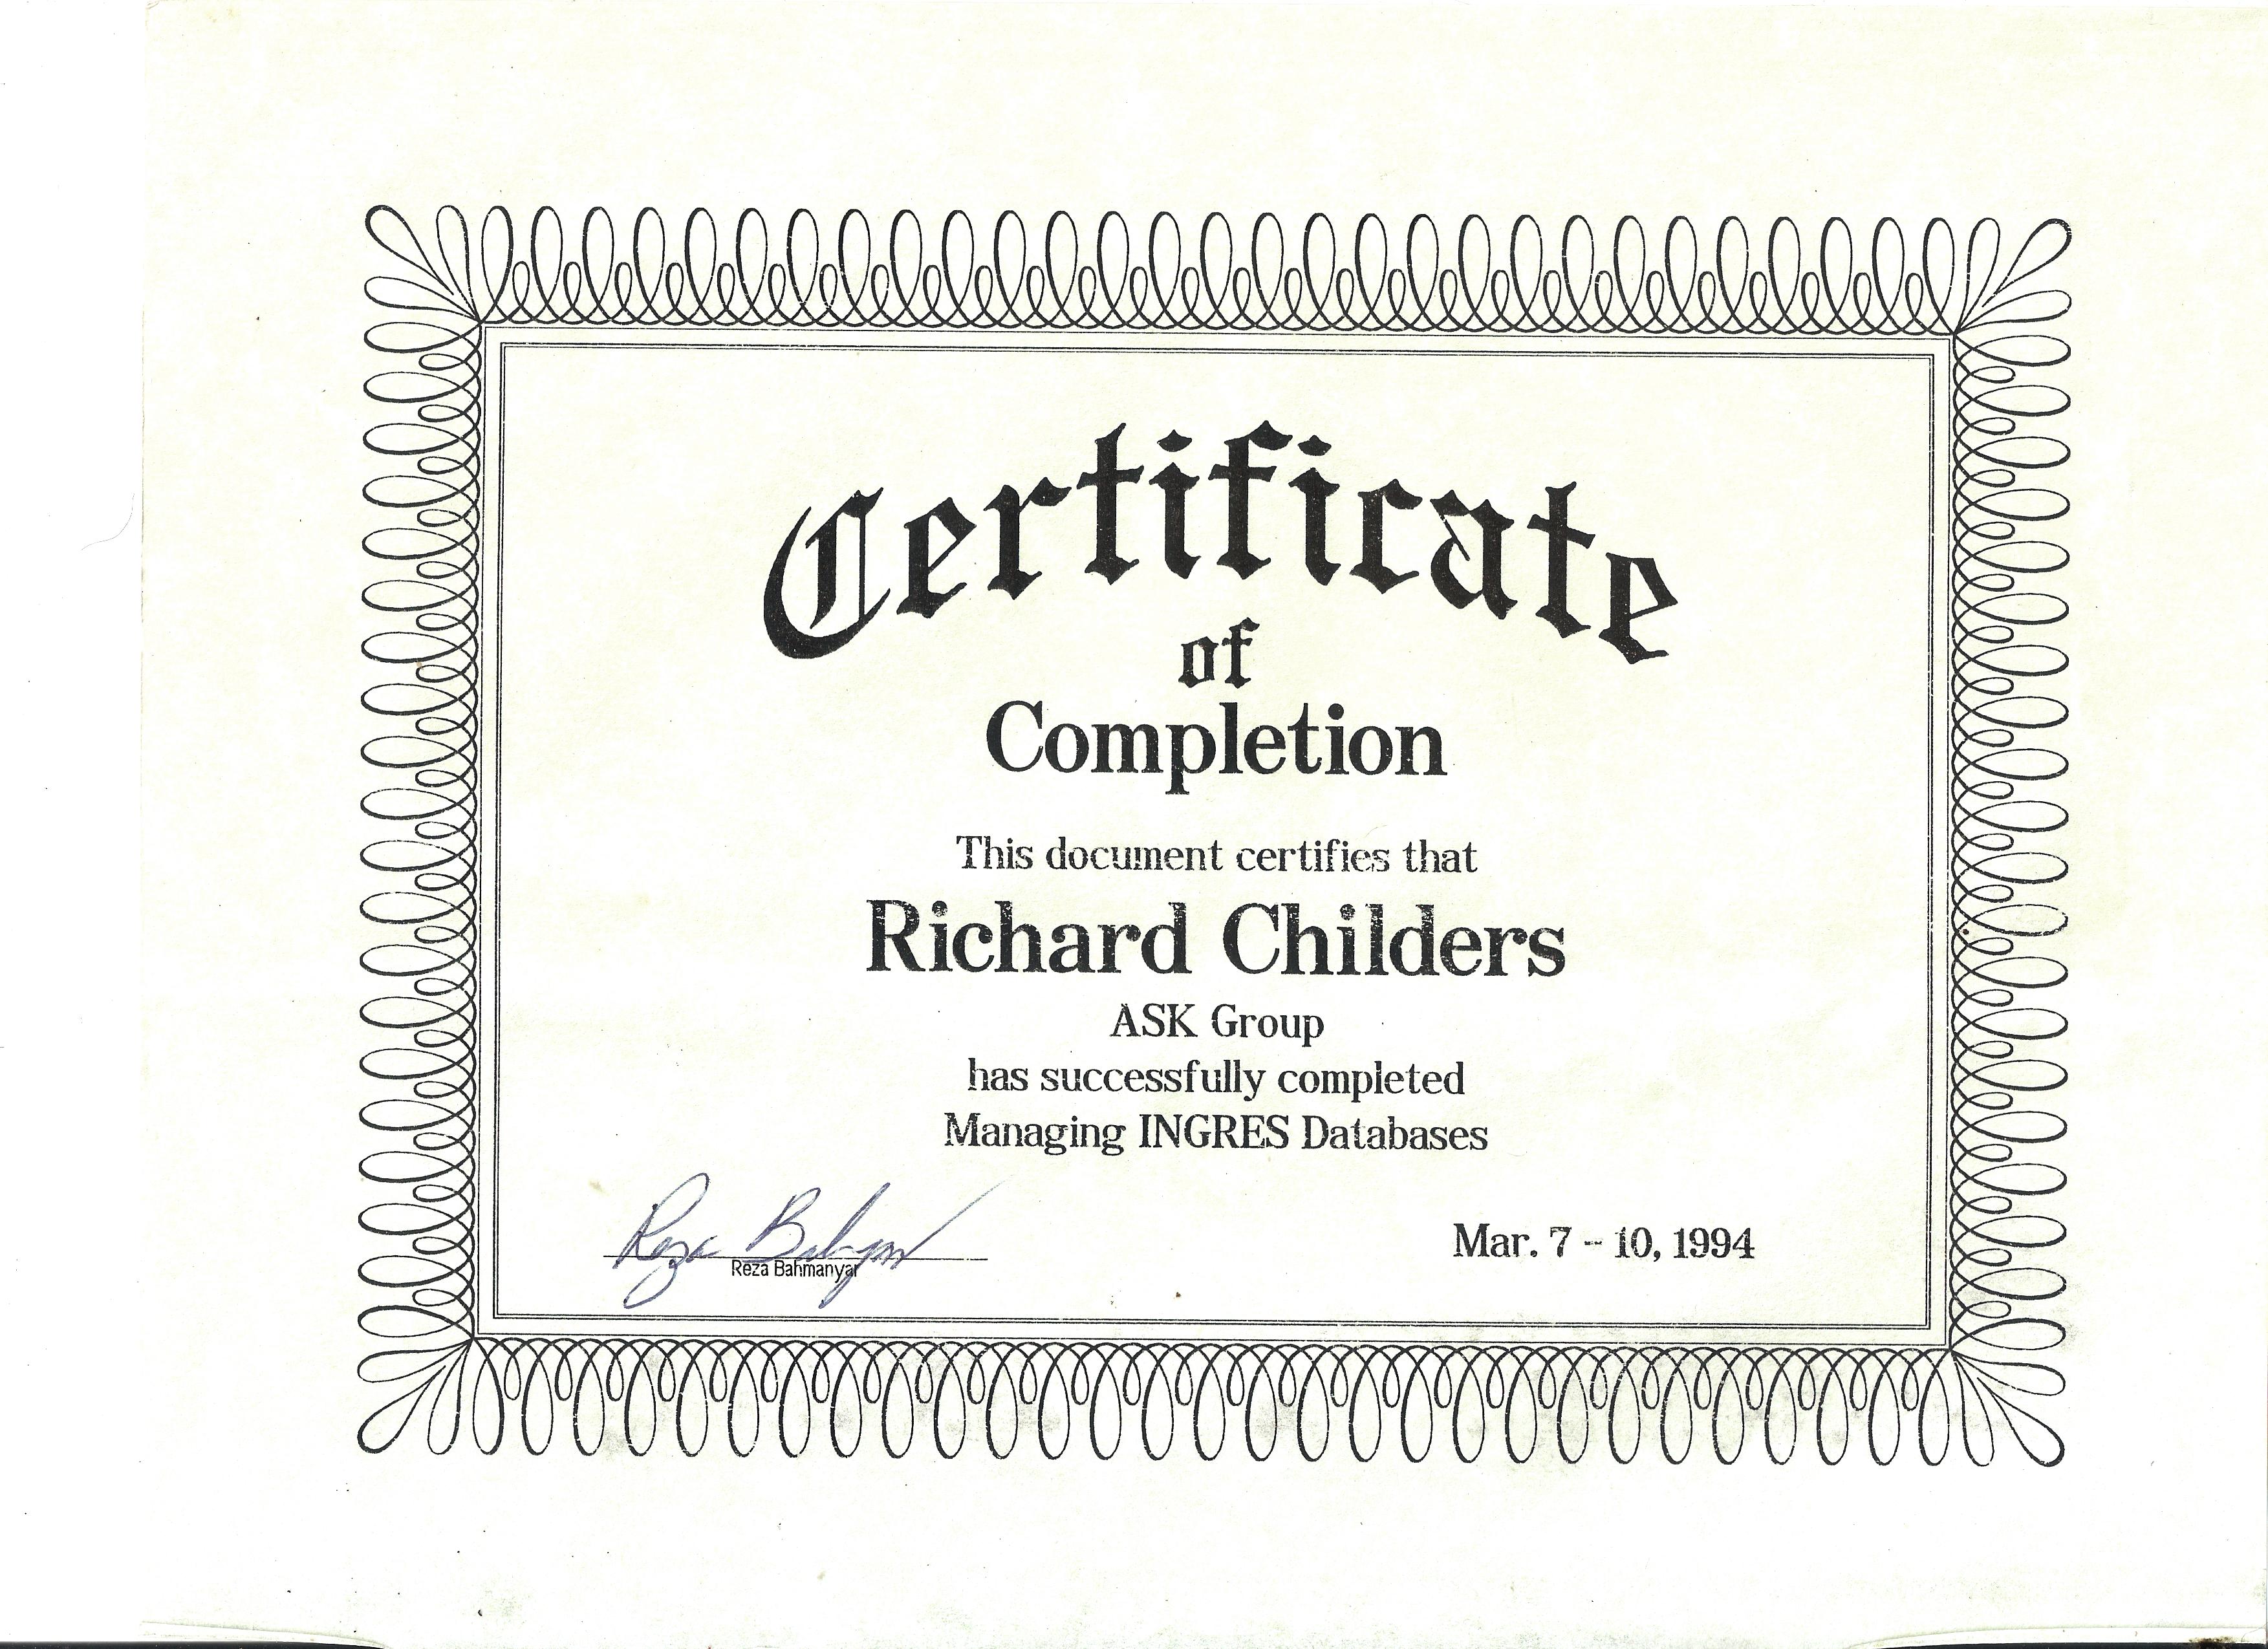 Certificate
of
Completion
This document certifies that
Richard Childers
ASK Group
has successfully completed
Managing INGRES Databases
Reza Bahmanyar
Mar. 7 - 10, 1994